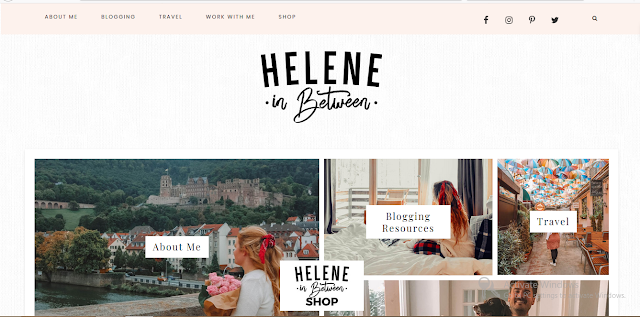 ABOUT ME BLOGGING TRAVEL WORK WITH ME SHOP
HELENE
in Between
About Me
Blogging
Resources
Travel
HELENE
in Between
SHOP